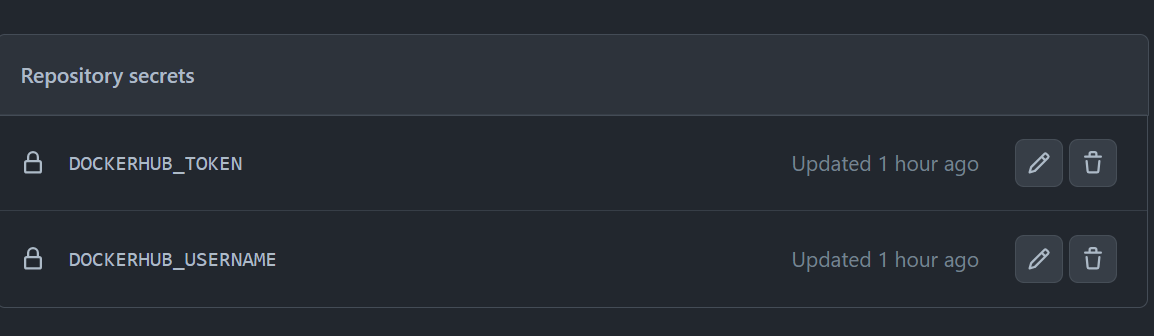 Repository secrets
DOCKERHUB_TOKEN Updated 1 hour ago
DOCKERHUB_USERNAME Updated 1 hour ago